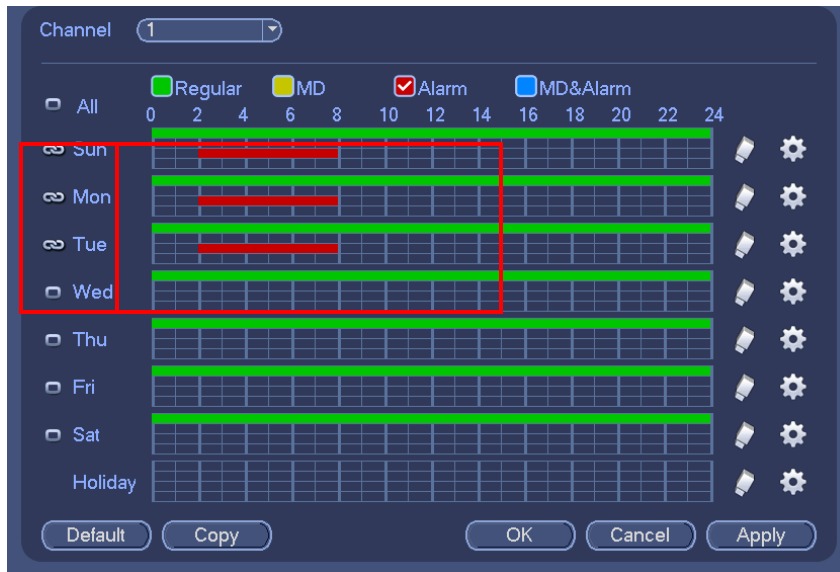 Channel 1
Regular MD Alarm MD&Alarm
All
0 2 4 6 8 10 12 14 16 18 20 22 24
Sun
Mon
Tue
Wed
Thu
Fri
Sat
Holiday
Default Copy OK Cancel Apply